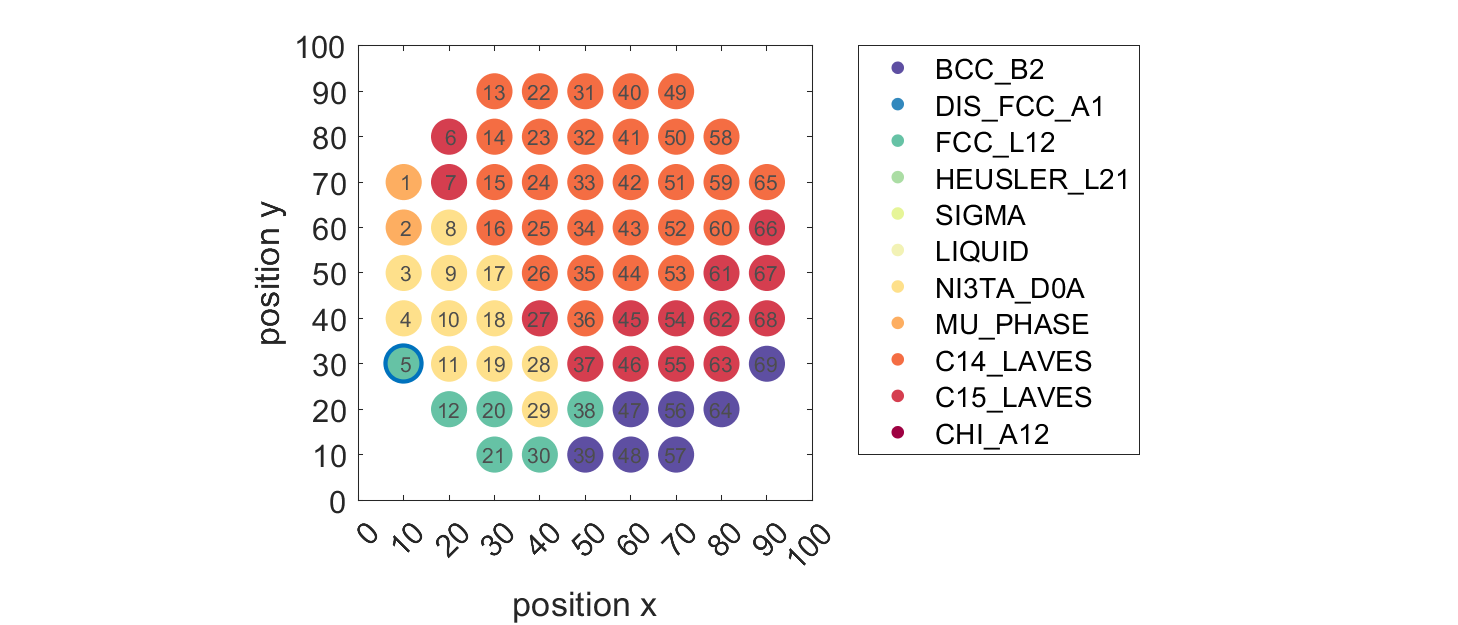 100
90
80
70
60
50
40
30
20
10
0
position y
13 22 31 40 49
6 14 23 32 41 50 58
1 7 15 24 33 42 51 59 65
2 8 16 25 34 43 52 60 66
3 9 17 26 35 44 53 61 67
4 10 18 27 36 45 54 62 68
5 11 19 28 37 46 55 63 69
12 20 29 38 47 56 64
21 30 39 48 57
0 10 20 30 40 50 60 70 80 90 100
position x
BCC_B2
DIS_FCC_A1
FCC_L12
HEUSLER_L21
SIGMA
LIQUID
NI3TA_D0A
MU_PHASE
C14_LAVES
C15_LAVES
CHI_A12